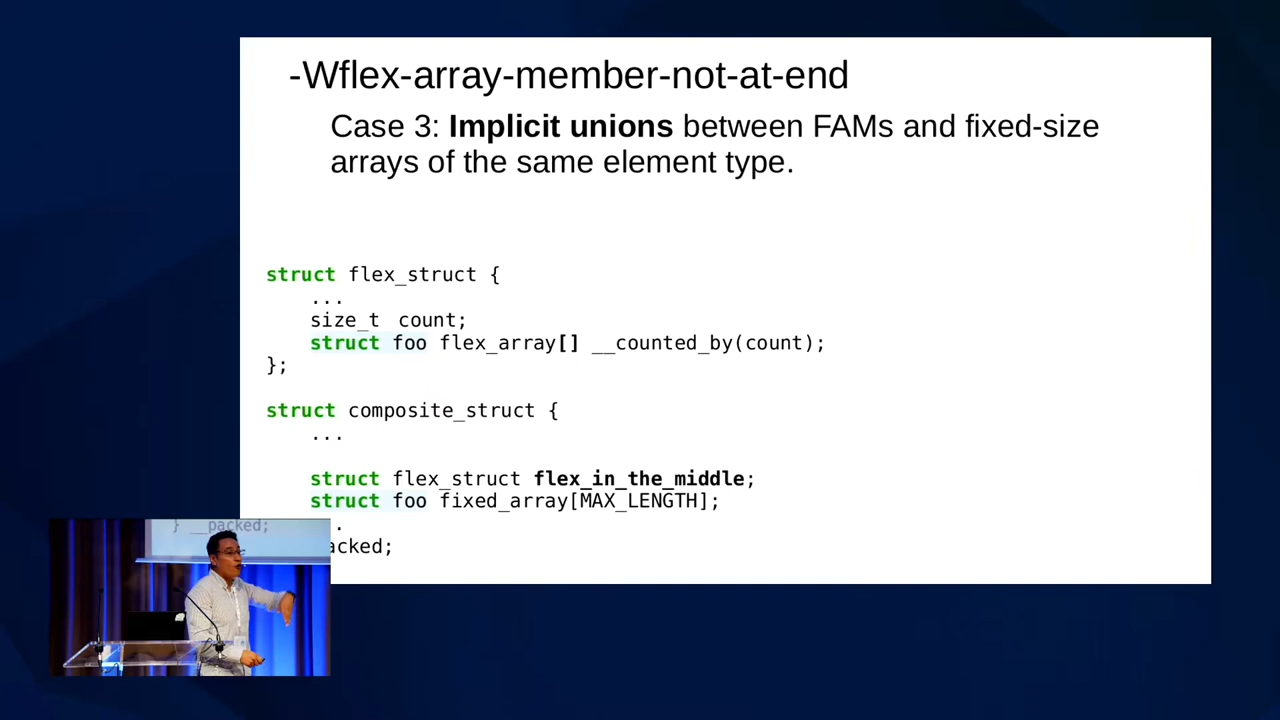 -Wflex-array-member-not-at-end
Case 3: Implicit unions between FAMs and fixed-size
arrays of the same element type.
struct flex_struct {
...
size_t count;
struct foo flex_array[] __counted_by(count);
};
struct composite_struct {
...
struct flex_struct flex_in_the_middle;
struct foo fixed_array[MAX_LENGTH];
.
acked;
} __packed;